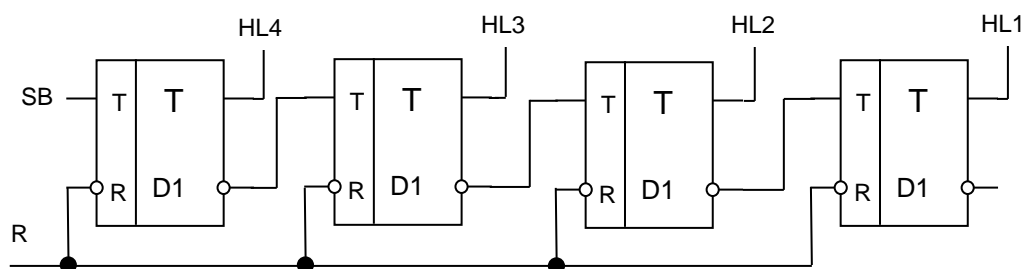 HL4 HL3 HL2 HL1
SB T T T T T T T T
R D1 R D1 R D1 R D1
R